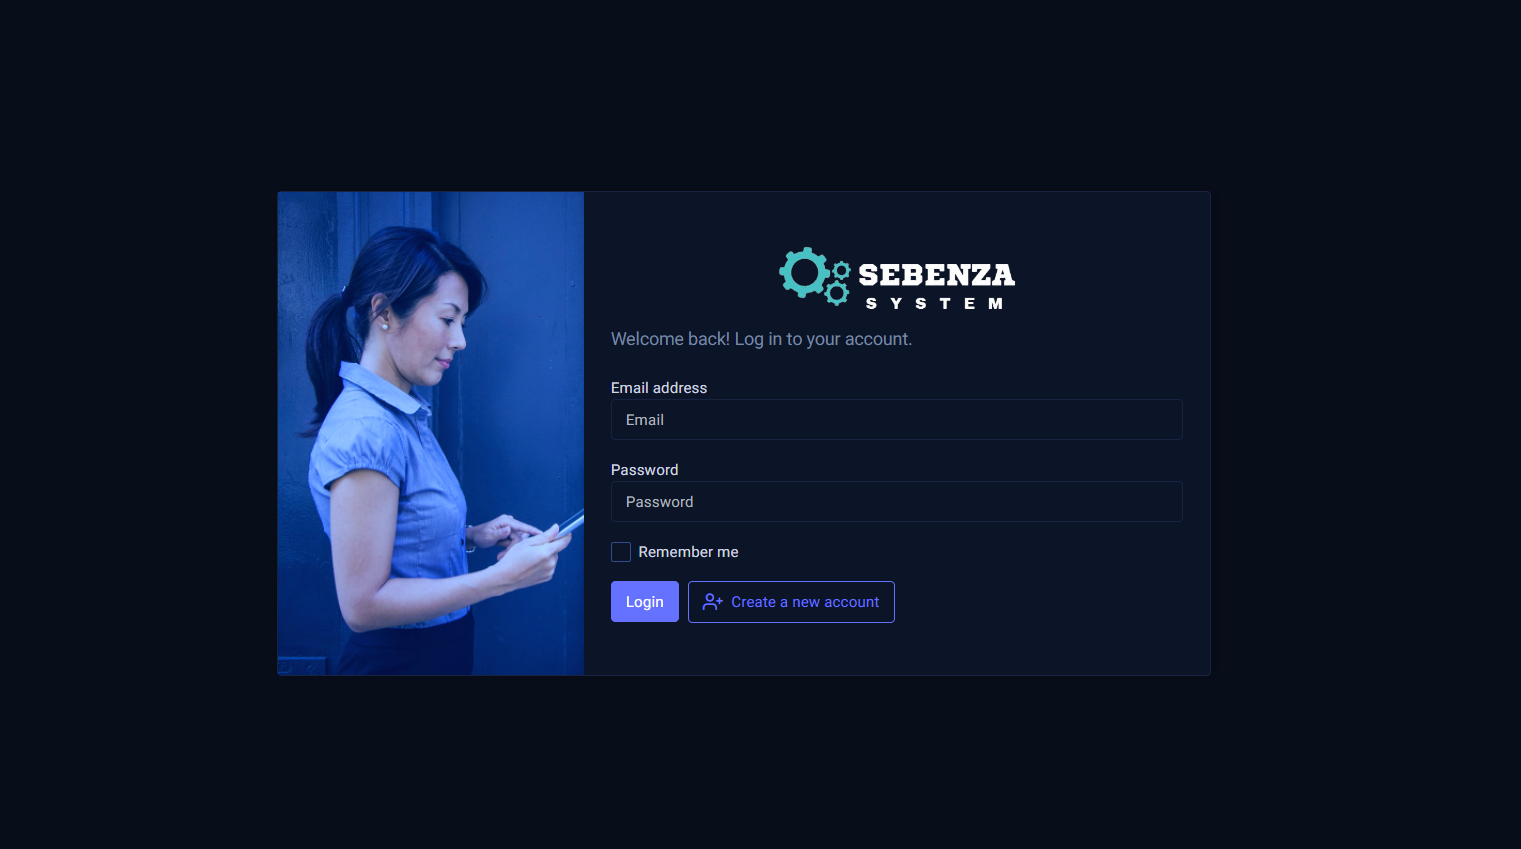 SEBENZA
SYSTEM
Welcome back! Log in to your account.
Email address
Email
Password
Password
Remember me
Login
Create a new account